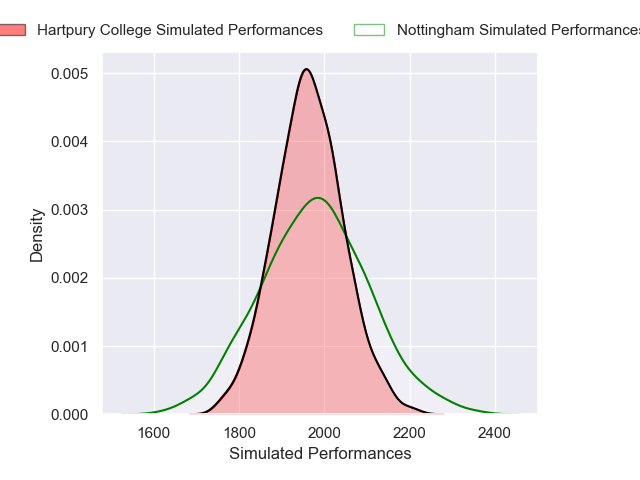 Hartpury College Simulated Performances Nottingham Simulated Performances
0.005
0.004
0.003
0.002
0.001
0.000
Density
1600 1800 2000 2200 2400
Simulated Performances